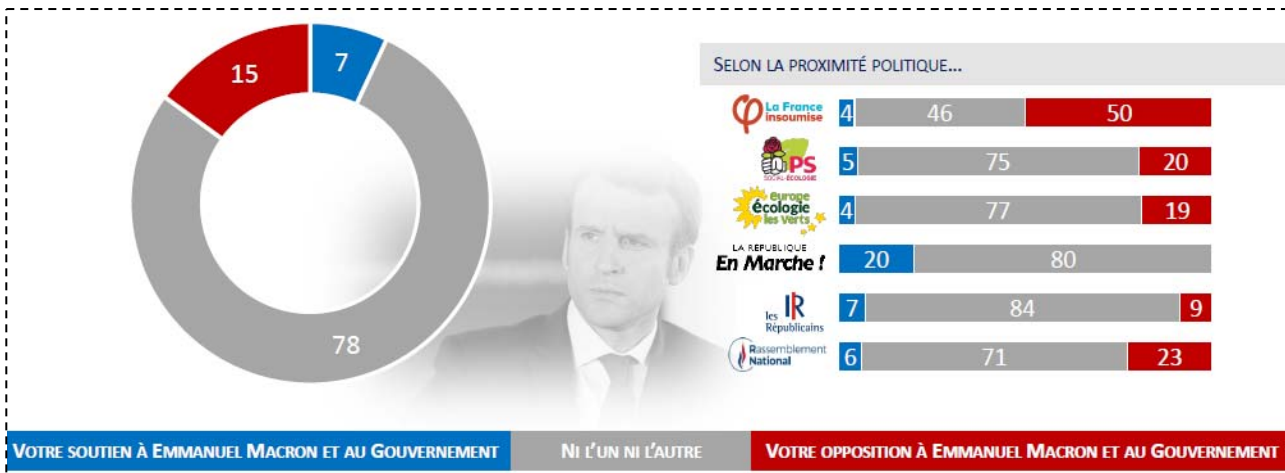 15
7
78
SELON LA PROXIMITÉ POLITIQUE...
La France
insoumise
4 46 50
PS
SOCIAL-ÉCOLOGIE
5 75 20
europe
écologie
les Verts
4 77 19
LA RÉPUBLIQUE
En Marche !
20 80
les
Républicains
7 84 9
Rassemblement
National
6 71 23
VOTRE SOUTIEN À EMMANUEL MACRON ET AU GOUVERNEMENT NI L'UN NI L'AUTRE VOTRE OPPOSITION À EMMANUEL MACRON ET AU GOUVERNEMENT